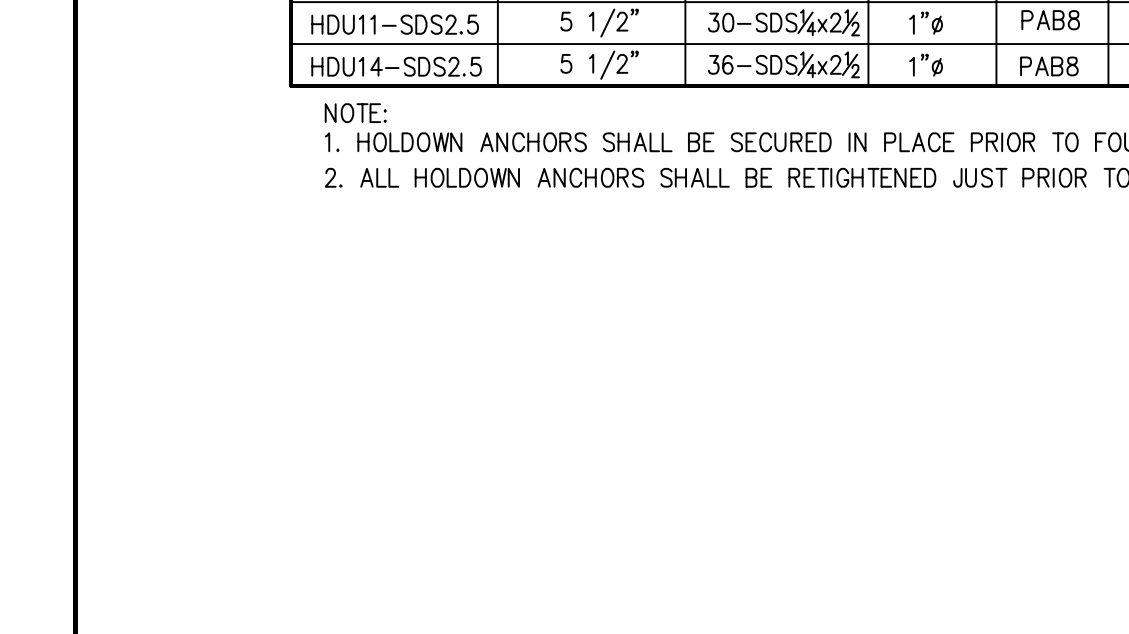 HDU11-SDS2.5 5 1/2" 30-SDS¼x2½ 1"ø PAB8
HDU14-SDS2.5 5 1/2" 36-SDS¼x2½ 1"ø PAB8
NOTE:
1. HOLDOWN ANCHORS SHALL BE SECURED IN PLACE PRIOR TO FOU
2. ALL HOLDOWN ANCHORS SHALL BE RETIGHTENED JUST PRIOR TO